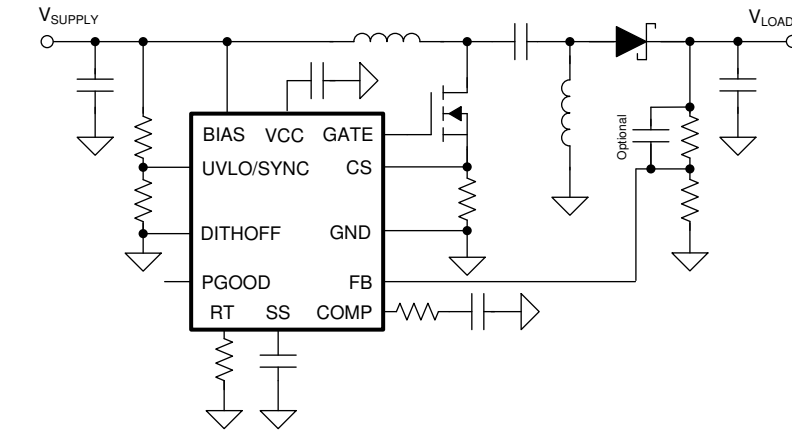 VSUPPLY
VLOAD
BIAS VCC GATE
UVLO/SYNC CS
Optional
DITHOFF GND
PGOOD FB
RT SS COMP